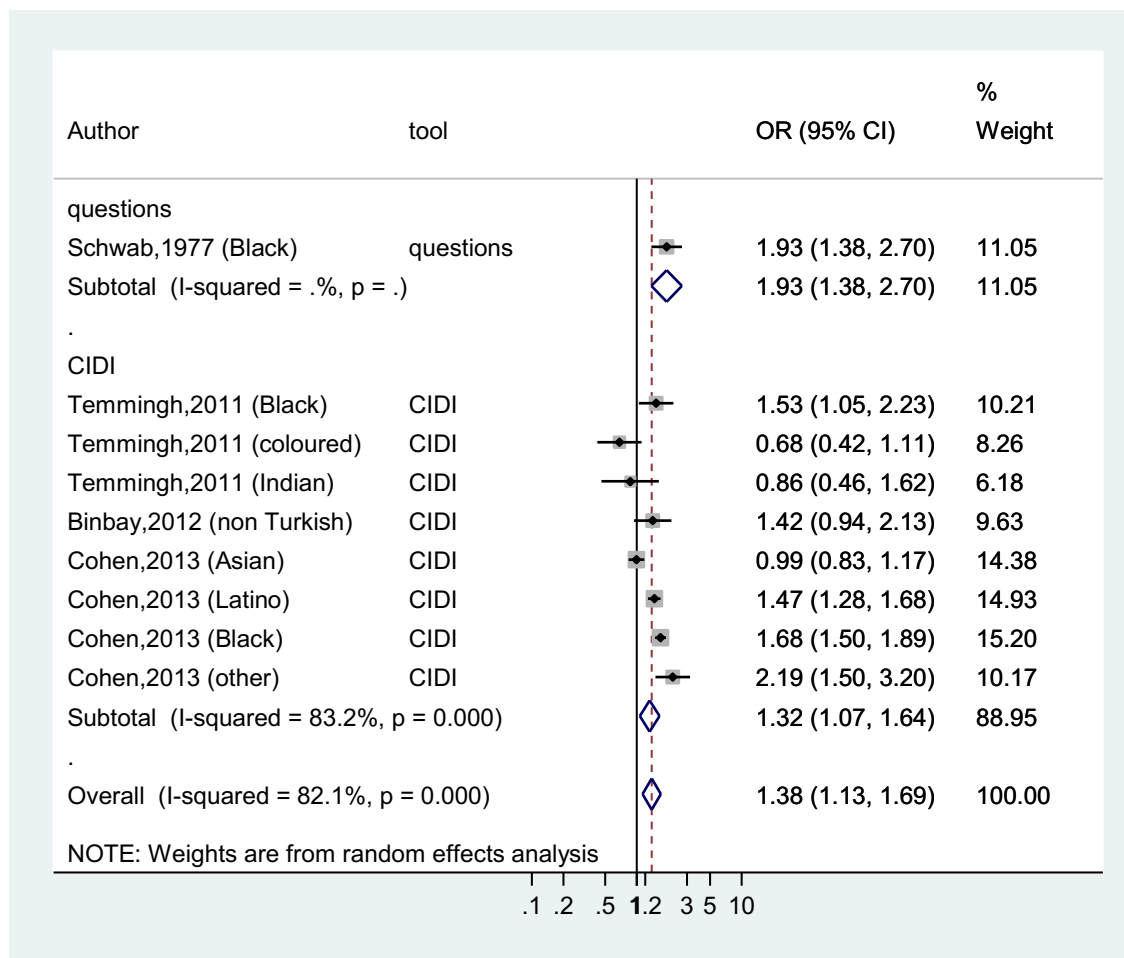 %
Author tool OR (95% CI) Weight
questions
Schwab,1977 (Black) questions 1.93 (1.38, 2.70) 11.05
Subtotal (I-squared = .%, p = .) 1.93 (1.38, 2.70) 11.05
.
CIDI
Temmingh,2011 (Black) CIDI 1.53 (1.05, 2.23) 10.21
Temmingh,2011 (coloured) CIDI 0.68 (0.42, 1.11) 8.26
Temmingh,2011 (Indian) CIDI 0.86 (0.46, 1.62) 6.18
Binbay,2012 (non Turkish) CIDI 1.42 (0.94, 2.13) 9.63
Cohen,2013 (Asian) CIDI 0.99 (0.83, 1.17) 14.38
Cohen,2013 (Latino) CIDI 1.47 (1.28, 1.68) 14.93
Cohen,2013 (Black) CIDI 1.68 (1.50, 1.89) 15.20
Cohen,2013 (other) CIDI 2.19 (1.50, 3.20) 10.17
Subtotal (I-squared = 83.2%, p = 0.000) 1.32 (1.07, 1.64) 88.95
.
Overall (I-squared = 82.1%, p = 0.000) 1.38 (1.13, 1.69) 100.00
NOTE: Weights are from random effects analysis
.1 .2 .5 1 1.2 3 5 10